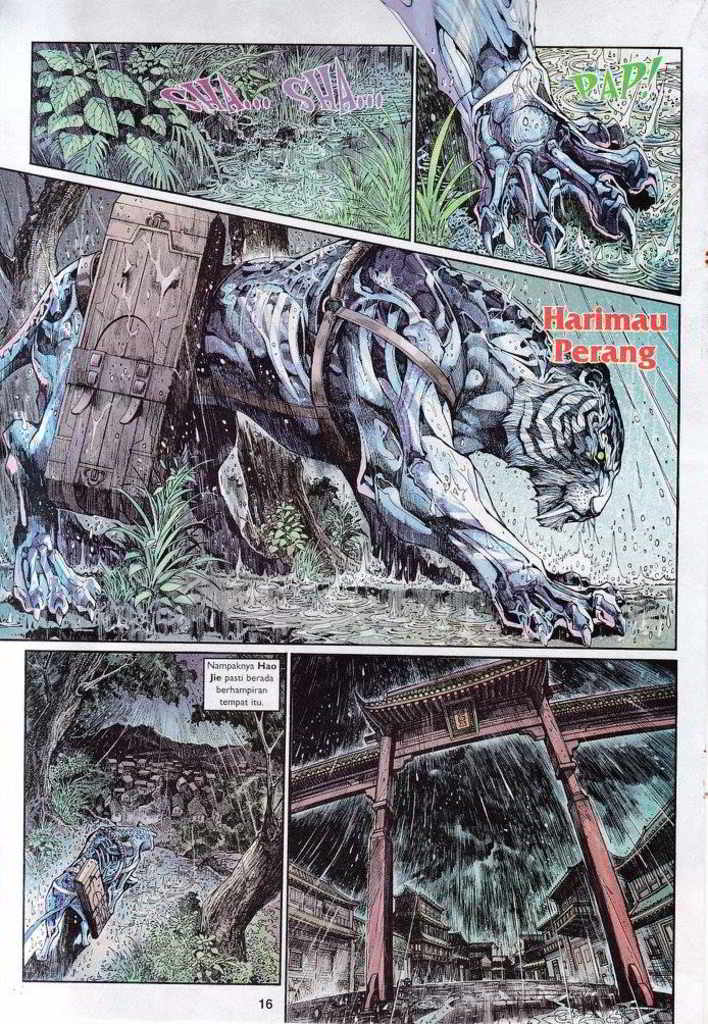 SHA... SHA...
PAP!
Harimau
Perang
Nampaknya Hao
Jie pasti berada
berhampiran
tempat itu.
16